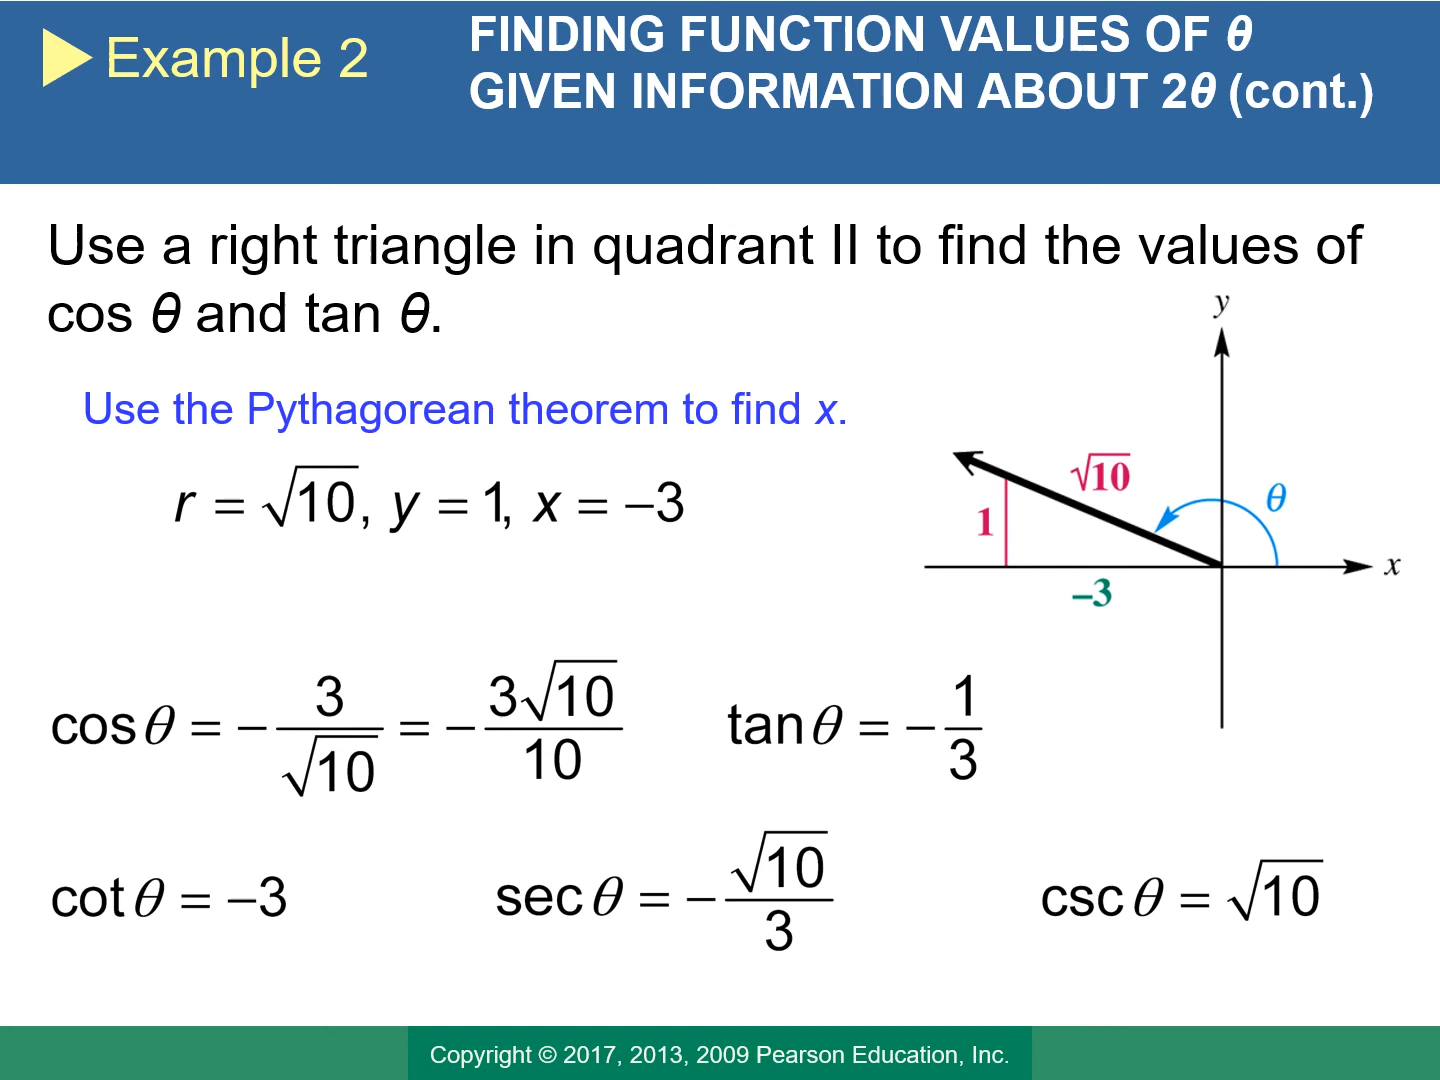 Example 2
FINDING FUNCTION VALUES OF θ
GIVEN INFORMATION ABOUT 2θ (cont.)
Use a right triangle in quadrant II to find the values of
cos θ and tan θ.
Use the Pythagorean theorem to find x.
r = √10, y = 1, x = −3
y
√10
θ
1
x
−3
cos θ = −3/√10 = −3√10/10
tan θ = −1/3
cot θ = −3
sec θ = −√10/3
csc θ = √10
Copyright © 2017, 2013, 2009 Pearson Education, Inc.